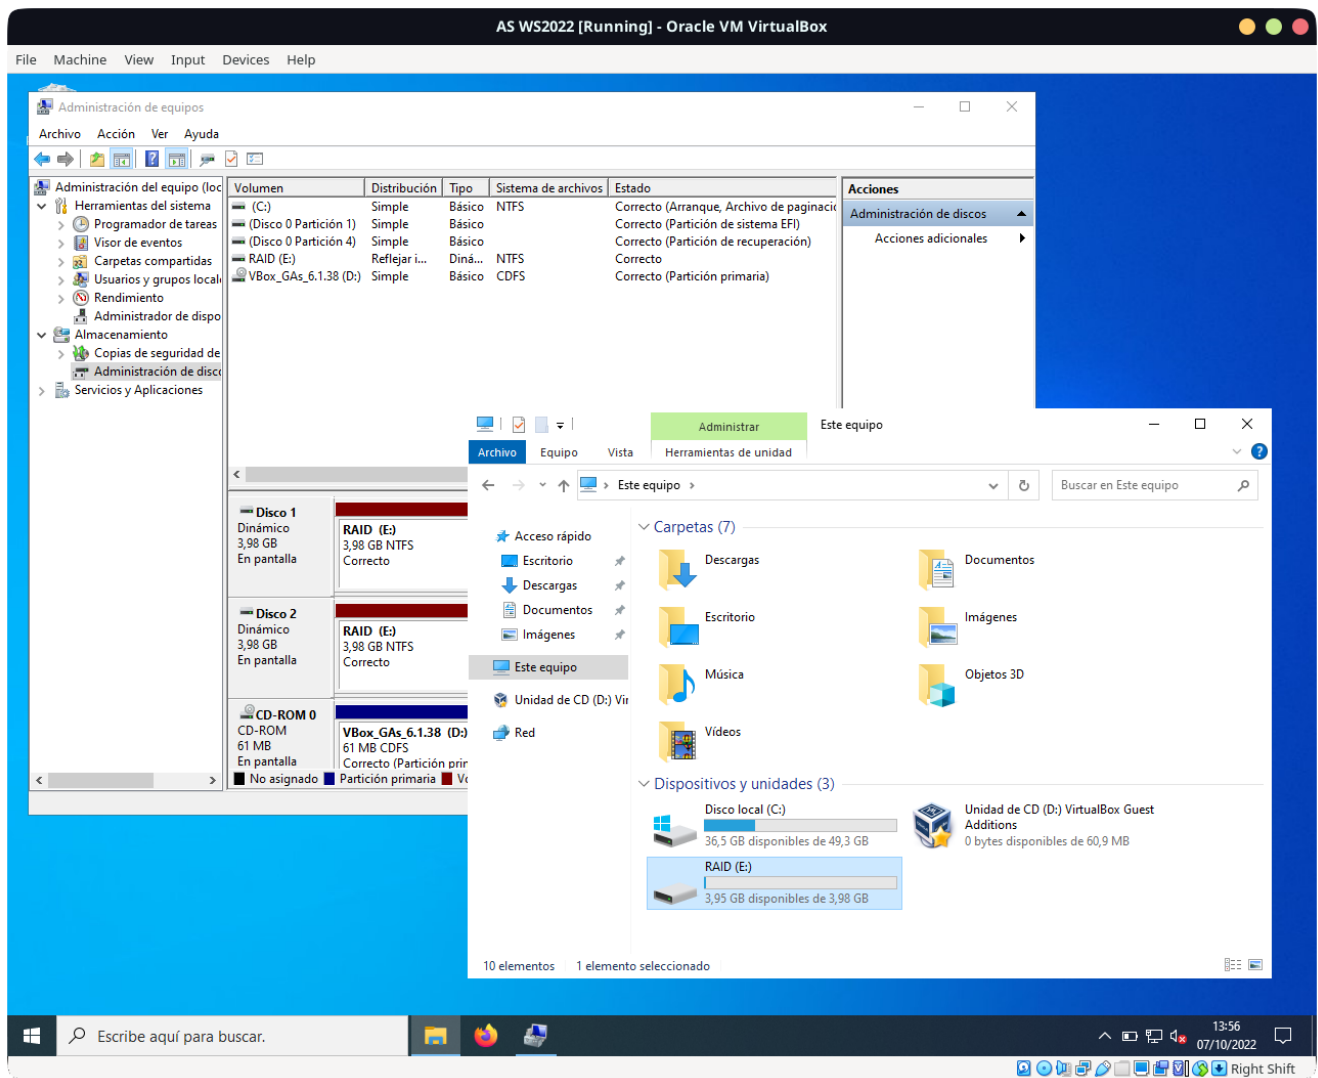 AS WS2022 [Running] - Oracle VM VirtualBox
File Machine View Input Devices Help
Administración de equipos
Archivo Acción Ver Ayuda
Administración del equipo (loc
Herramientas del sistema
Programador de tareas
Visor de eventos
Carpetas compartidas
Usuarios y grupos local
Rendimiento
Administrador de dispo
Almacenamiento
Copias de seguridad de
Administración de disc
Servicios y Aplicaciones
Volumen Distribución Tipo Sistema de archivos Estado
(C:) Simple Básico NTFS Correcto (Arranque, Archivo de paginació
(Disco 0 Partición 1) Simple Básico Correcto (Partición de sistema EFI)
(Disco 0 Partición 4) Simple Básico Correcto (Partición de recuperación)
RAID (E:) Reflejar i... Diná... NTFS Correcto
VBox_GAs_6.1.38 (D:) Simple Básico CDFS Correcto (Partición primaria)
Acciones
Administración de discos
Acciones adicionales
Disco 1
Dinámico
3,98 GB
En pantalla
RAID (E:)
3,98 GB NTFS
Correcto
Disco 2
Dinámico
3,98 GB
En pantalla
RAID (E:)
3,98 GB NTFS
Correcto
CD-ROM 0
CD-ROM
61 MB
En pantalla
VBox_GAs_6.1.38 (D:)
61 MB CDFS
Correcto (Partición prir
No asignado Partición primaria Vo
Administrar Este equipo
Archivo Equipo Vista Herramientas de unidad
Este equipo
Buscar en Este equipo
Acceso rápido
Escritorio
Descargas
Documentos
Imágenes
Este equipo
Unidad de CD (D:) Vir
Red
Carpetas (7)
Descargas
Documentos
Escritorio
Imágenes
Música
Objetos 3D
Vídeos
Dispositivos y unidades (3)
Disco local (C:)
36,5 GB disponibles de 49,3 GB
Unidad de CD (D:) VirtualBox Guest
Additions
0 bytes disponibles de 60,9 MB
RAID (E:)
3,95 GB disponibles de 3,98 GB
10 elementos 1 elemento seleccionado
Escribe aquí para buscar.
13:56
07/10/2022
Right Shift